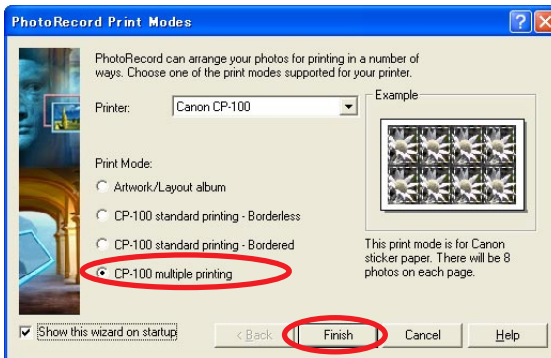 PhotoRecord Print Modes
PhotoRecord can arrange your photos for printing in a number of
ways. Choose one of the print modes supported for your printer.
Printer:
Canon CP-100
Example
Print Mode:
Artwork/Layout album
CP-100 standard printing - Borderless
CP-100 standard printing - Bordered
CP-100 multiple printing
This print mode is for Canon
sticker paper. There will be 8
photos on each page.
Show this wizard on startup
< Back
Finish
Cancel
Help